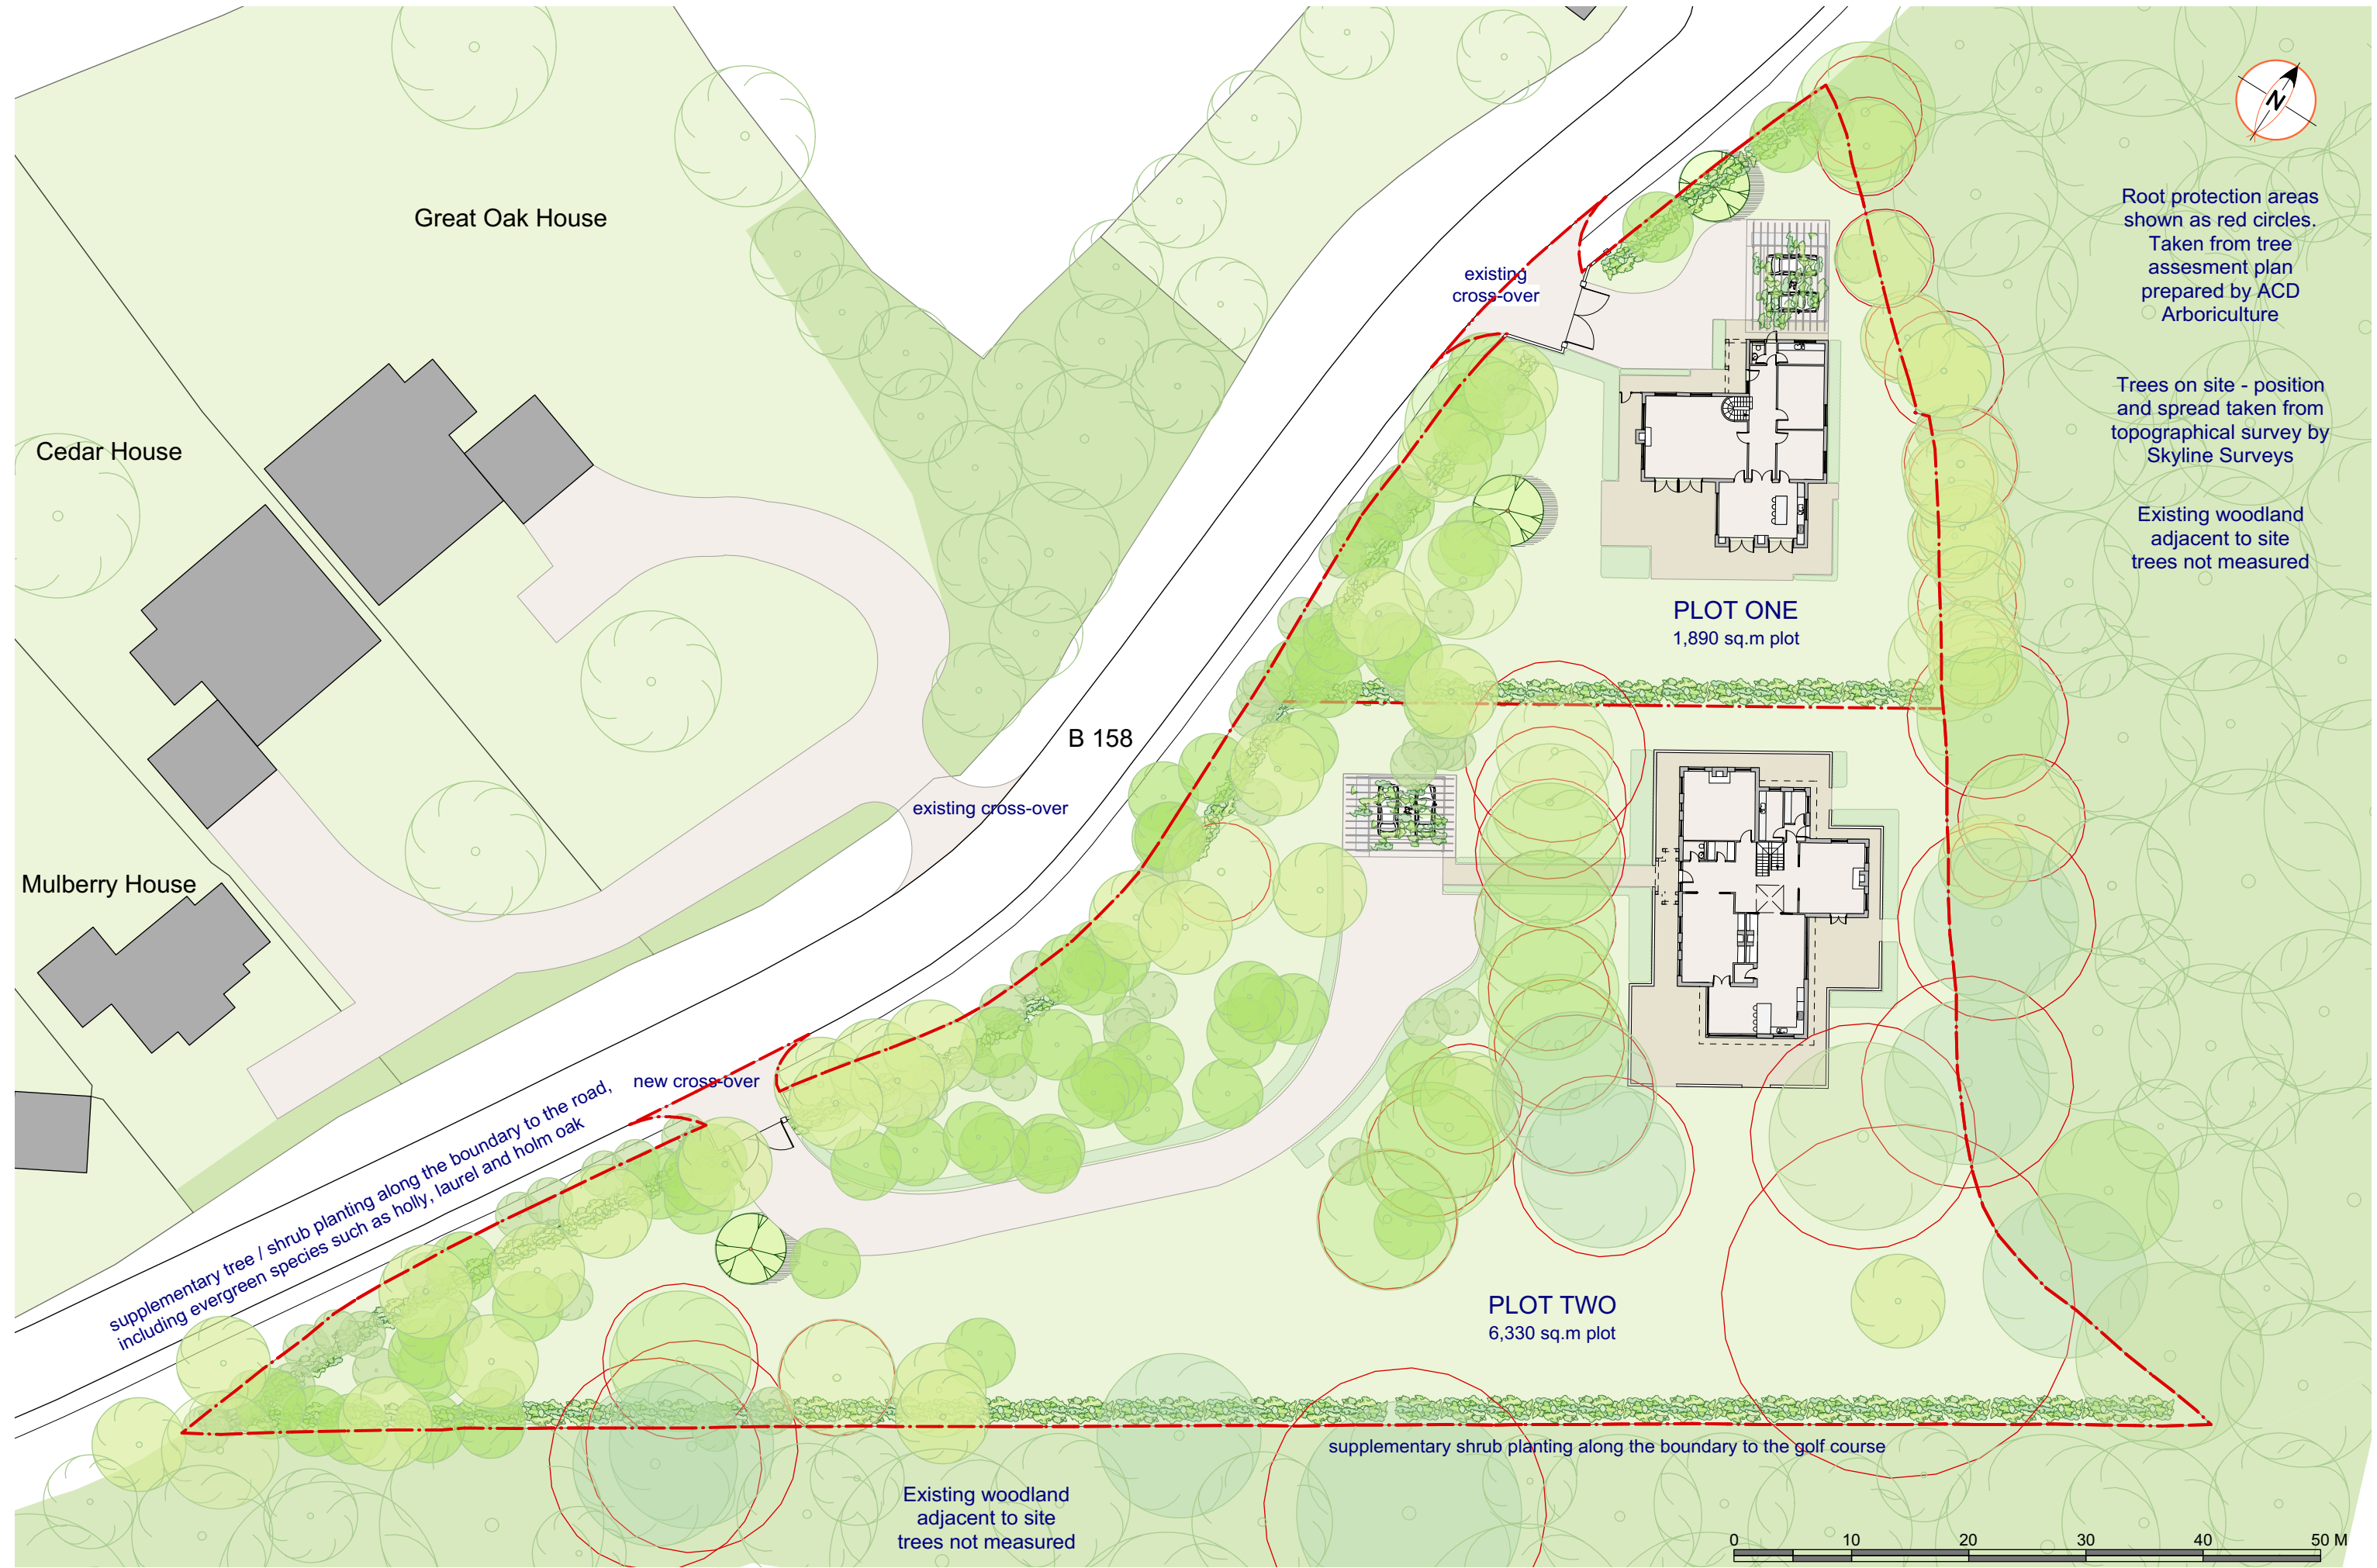 Great Oak House
N
Root protection areas
shown as red circles.
Taken from tree
assesment plan
prepared by ACD
Arboriculture
existing
cross-over
Trees on site - position
and spread taken from
topographical survey by
Skyline Surveys
Cedar House
Existing woodland
adjacent to site
trees not measured
PLOT ONE
1,890 sq.m plot
B 158
existing cross-over
Mulberry House
new cross-over
supplementary tree / shrub planting along the boundary to the road,
including evergreen species such as holly, laurel and holm oak
PLOT TWO
6,330 sq.m plot
supplementary shrub planting along the boundary to the golf course
Existing woodland
adjacent to site
trees not measured
0 10 20 30 40 50 M